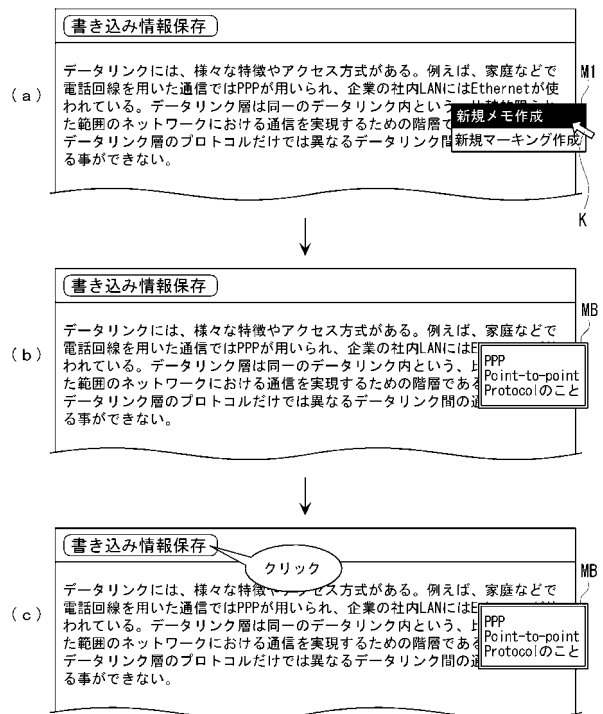 書き込み情報保存
M1
(a)
データリンクには、様々な特徴やアクセス方式がある。例えば、家庭などで
電話回線を用いた通信ではPPPが用いられ、企業の社内LANにはEthernetが使
われている。データリンク層は同一のデータリンク内という
た範囲のネットワークにおける通信を実現するための階層で
データリンク層のプロトコルだけでは異なるデータリンク間
る事ができない。
新規メモ作成
新規マーキング作成
K
書き込み情報保存
MB
(b)
データリンクには、様々な特徴やアクセス方式がある。例えば、家庭などで
電話回線を用いた通信ではPPPが用いられ、企業の社内LANにはE
われている。データリンク層は同一のデータリンク内という、
た範囲のネットワークにおける通信を実現するための階層である
データリンク層のプロトコルだけでは異なるデータリンク間の
る事ができない。
PPP
Point-to-point
Protocolのこと
書き込み情報保存
クリック
MB
(c)
データリンクには、様々な特徴 セス方式がある。例えば、家庭などで
電話回線を用いた通信ではPPPが用いられ、企業の社内LANにはE
われている。データリンク層は同一のデータリンク内という、
た範囲のネットワークにおける通信を実現するための階層である
データリンク層のプロトコルだけでは異なるデータリンク間の
る事ができない。
PPP
Point-to-point
Protocolのこと